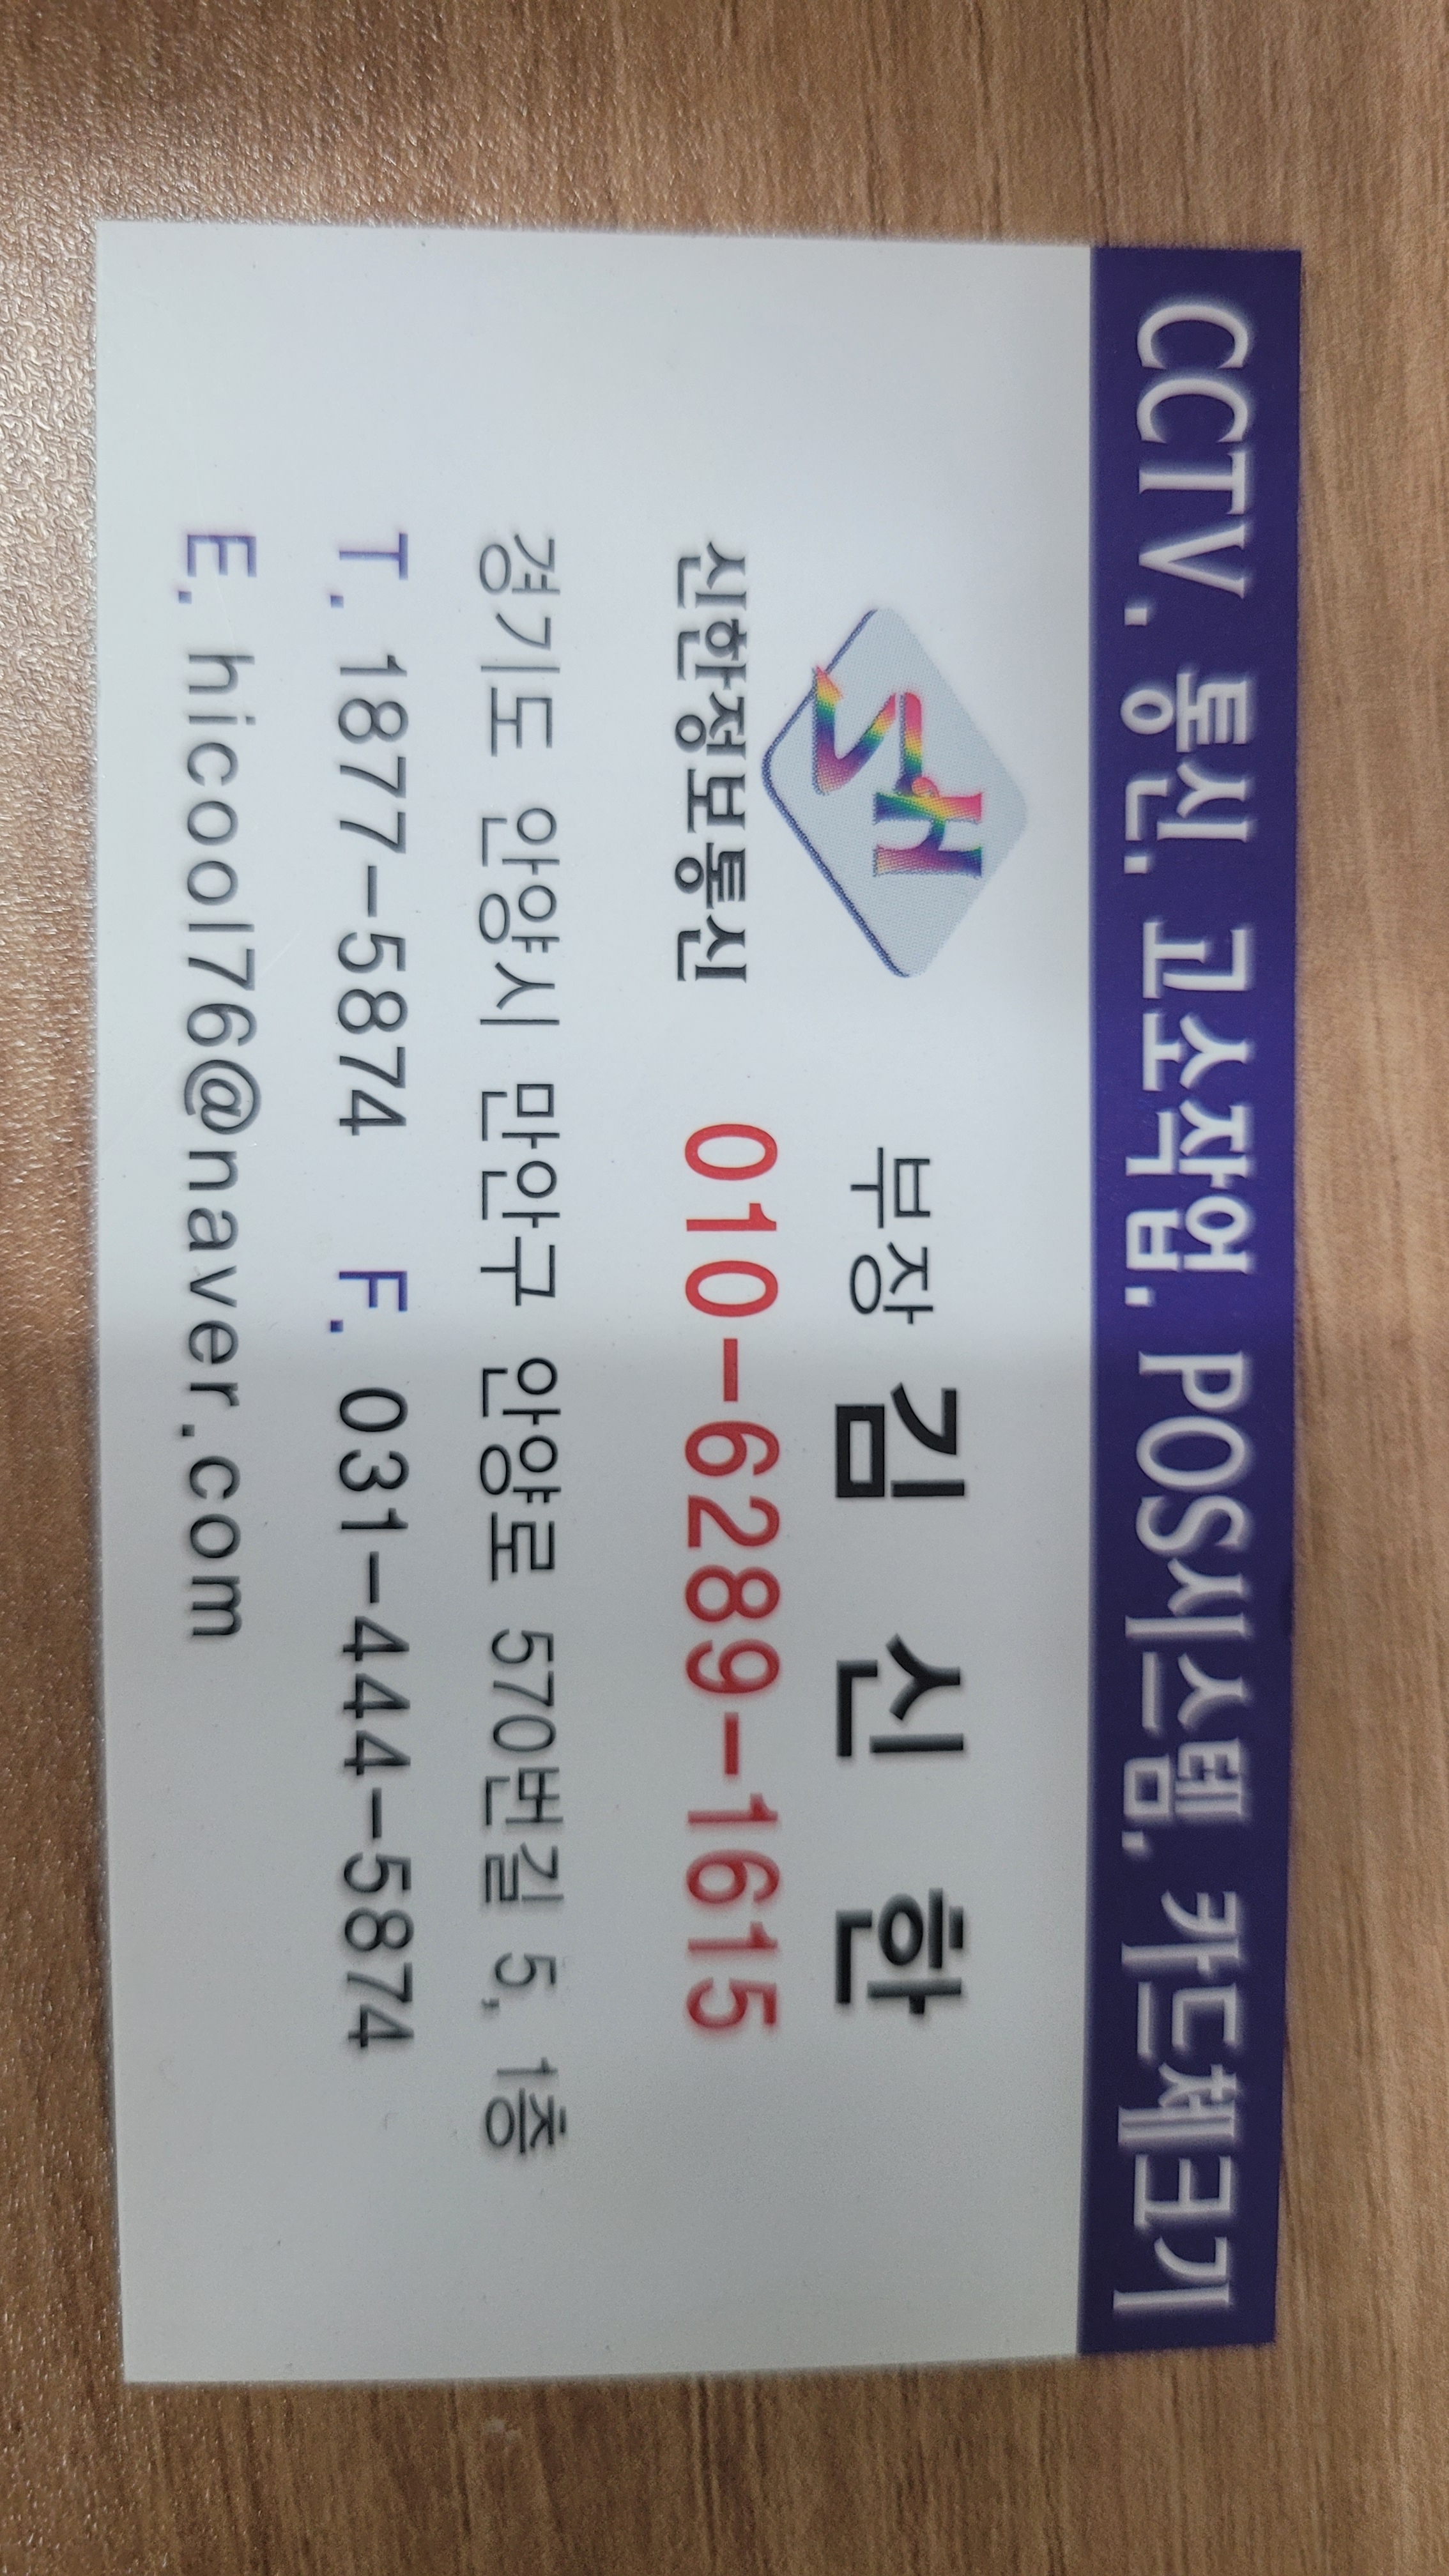 CCTV. 통신. 고소작업. POS시스템. 카드체크기
SH
부장 김 신 한
신한정보통신 010-6289-1615
경기도 안양시 만안구 안양로 570번길 5, 1층
T. 1877-5874 F. 031-444-5874
E. hicool76@naver.com